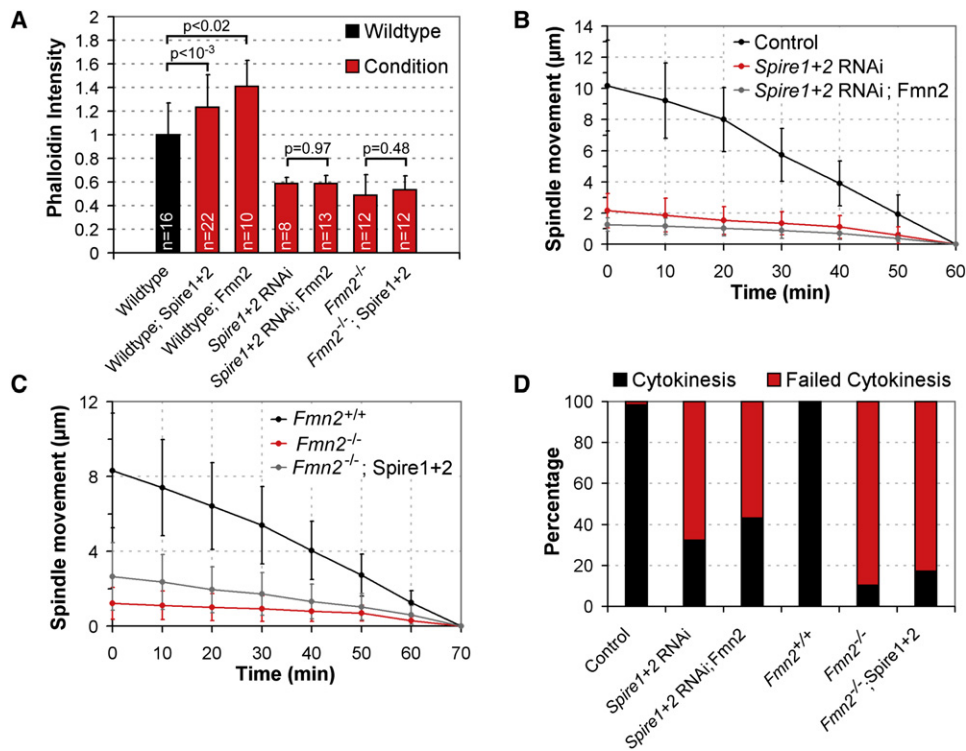 A
Phalloidin Intensity
2
1.8
1.6
1.4
1.2
1
0.8
0.6
0.4
0.2
0
p<0.02
p<10-3
p=0.97
p=0.48
Wildtype
Condition
n=16
n=22
n=10
n=8
n=13
n=12
n=12
Wildtype
Wildtype; Spire1+2
Wildtype; Fmn2
Spire1+2 RNAi
Spire1+2 RNAi; Fmn2
Fmn2-/-
Fmn2-/-; Spire1+2
B
Spindle movement (µm)
14
12
10
8
6
4
2
0
Control
Spire1+2 RNAi
Spire1+2 RNAi ; Fmn2
0 10 20 30 40 50 60
Time (min)
C
Spindle movement (µm)
12
8
4
0
Fmn2+/+
Fmn2-/-
Fmn2-/- ; Spire1+2
0 10 20 30 40 50 60 70
Time (min)
D
Cytokinesis
Failed Cytokinesis
Percentage
100
80
60
40
20
0
Control
Spire1+2 RNAi
Spire1+2 RNAi;Fmn2
Fmn2+/+
Fmn2-/-
Fmn2-/-;Spire1+2